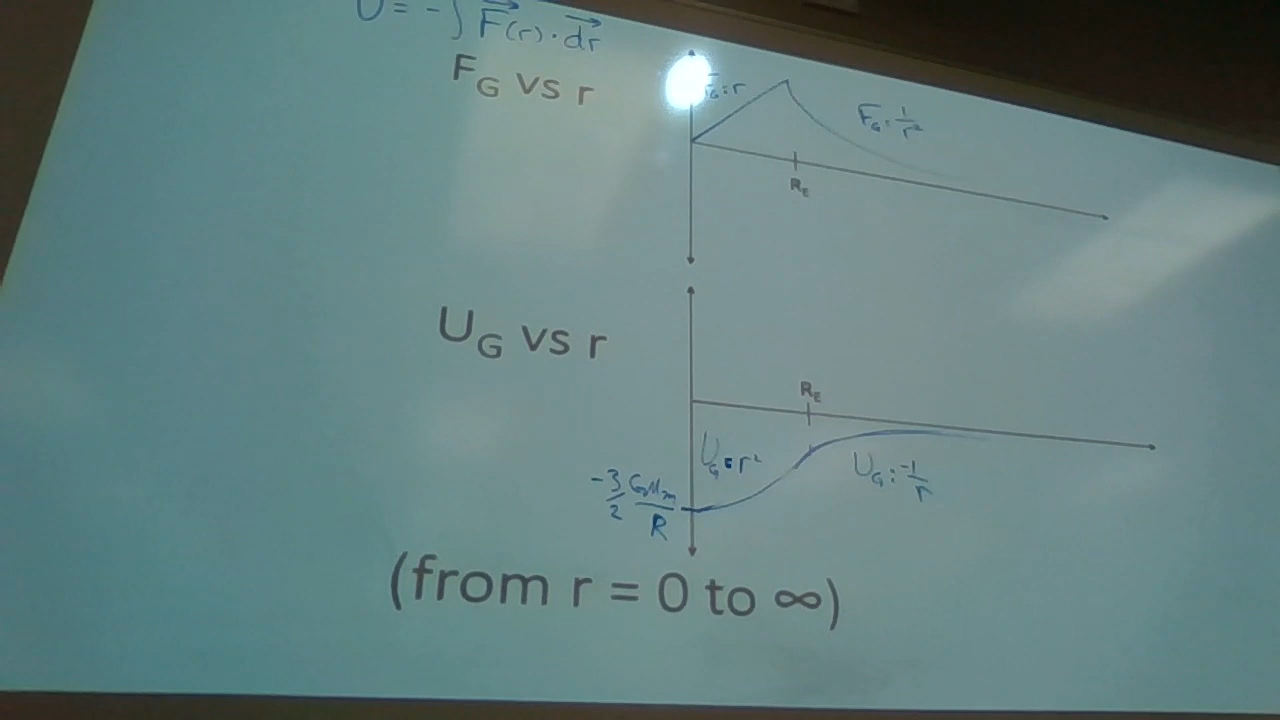 U = -∫ F(r) · dr
F_G vs r
F_G = 1/r²
R_E
U_G vs r
R_E
U_G = r²
U_G = -1/r
-3/2 GMm/R
(from r = 0 to ∞)